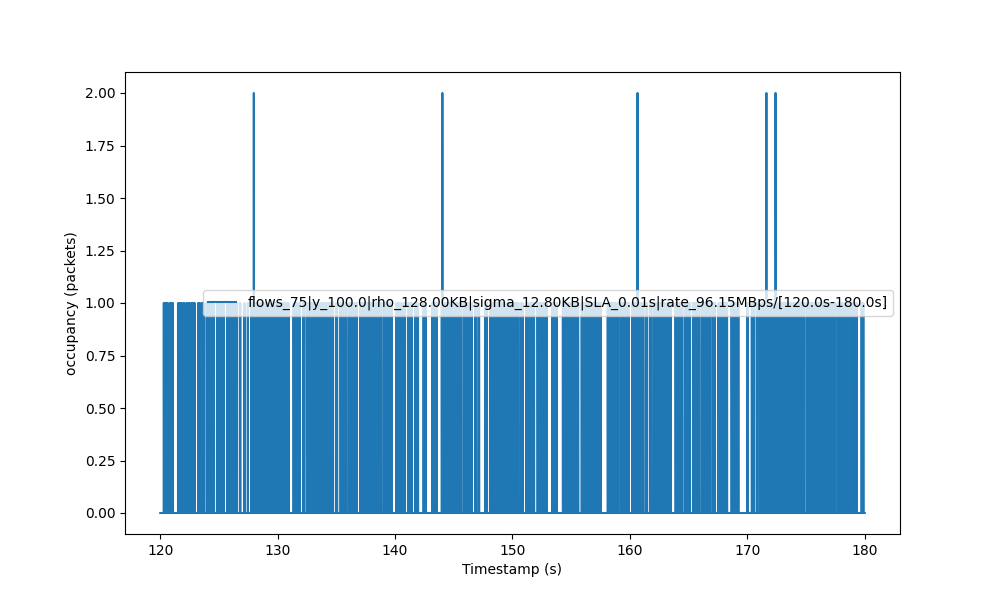 2.00
1.75
1.50
1.25
1.00
0.75
0.50
0.25
0.00
occupancy (packets)
flows_75|y_100.0|rho_128.00KB|sigma_12.80KB|SLA_0.01s|rate_96.15MBps/[120.0s-180.0s]
120 130 140 150 160 170 180
Timestamp (s)